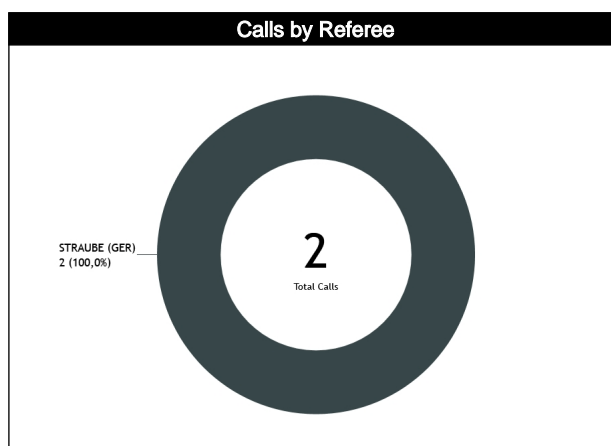 Calls by Referee
STRAUBE (GER)
2 (100,0%)
2
Total Calls